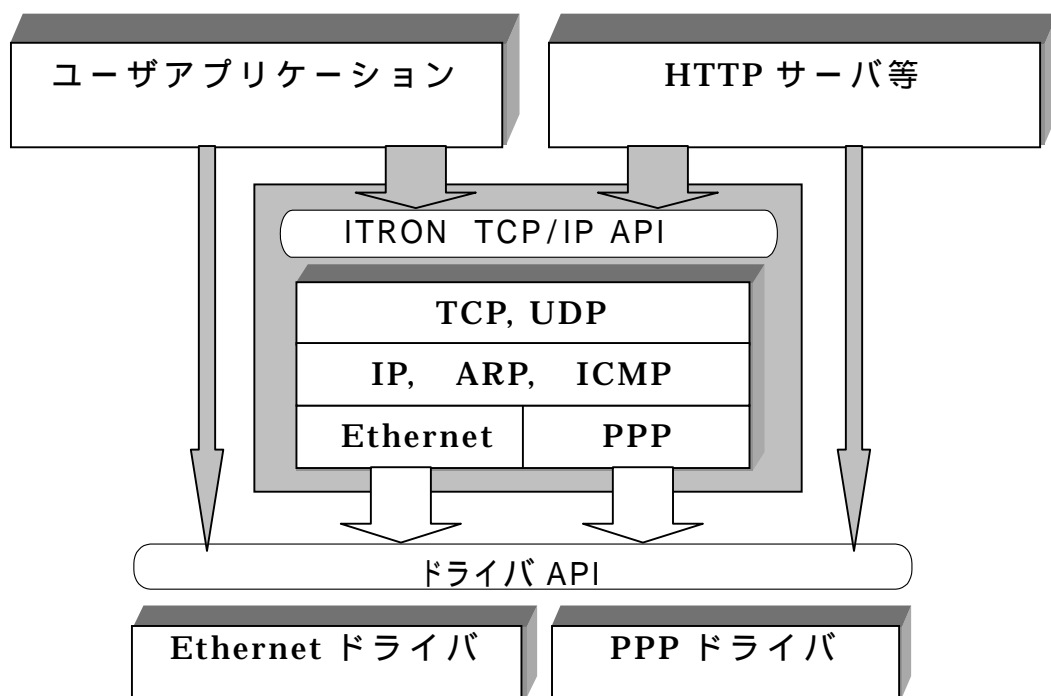 ユーザアプリケーション
HTTP サーバ等
ITRON TCP/IP API
TCP, UDP
IP, ARP, ICMP
Ethernet
PPP
ドライバ API
Ethernet ドライバ
PPP ドライバ